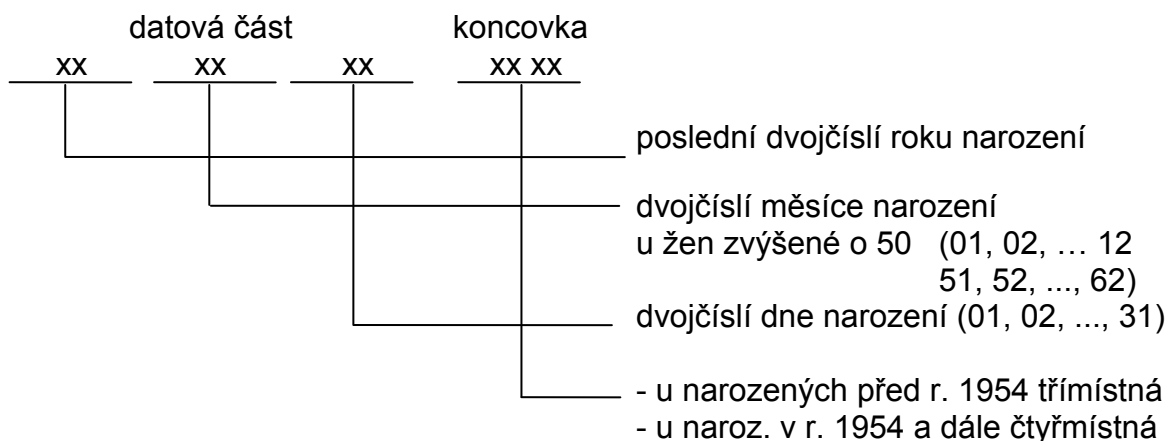 datová část koncovka
xx xx xx xx xx
poslední dvojčíslí roku narození
dvojčíslí měsíce narození
u žen zvýšené o 50 (01, 02, … 12
51, 52, ..., 62)
dvojčíslí dne narození (01, 02, ..., 31)
- u narozených před r. 1954 třímístná
- u naroz. v r. 1954 a dále čtyřmístná